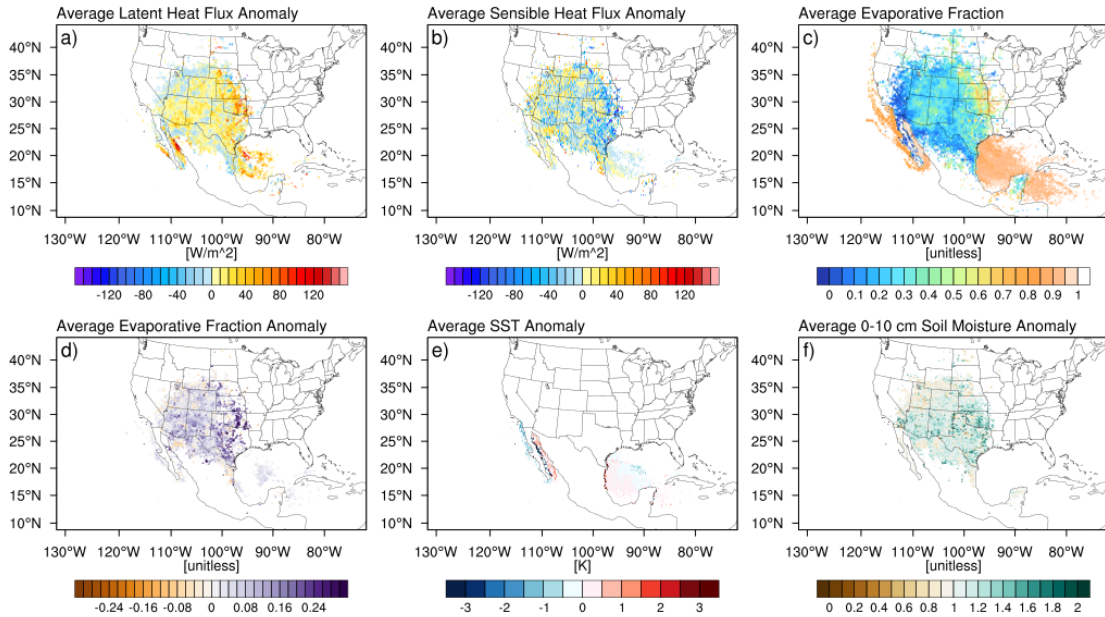 Average Latent Heat Flux Anomaly
a)
40°N
35°N
30°N
25°N
20°N
15°N
10°N
130°W 120°W 110°W 100°W 90°W 80°W
[W/m^2]
-120 -80 -40 0 40 80 120
Average Sensible Heat Flux Anomaly
b)
40°N
35°N
30°N
25°N
20°N
15°N
10°N
130°W 120°W 110°W 100°W 90°W 80°W
[W/m^2]
-120 -80 -40 0 40 80 120
Average Evaporative Fraction
c)
40°N
35°N
30°N
25°N
20°N
15°N
10°N
130°W 120°W 110°W 100°W 90°W 80°W
[unitless]
0 0.1 0.2 0.3 0.4 0.5 0.6 0.7 0.8 0.9 1
Average Evaporative Fraction Anomaly
d)
40°N
35°N
30°N
25°N
20°N
15°N
10°N
130°W 120°W 110°W 100°W 90°W 80°W
[unitless]
-0.24 -0.16 -0.08 0 0.08 0.16 0.24
Average SST Anomaly
e)
40°N
35°N
30°N
25°N
20°N
15°N
10°N
130°W 120°W 110°W 100°W 90°W 80°W
[K]
-3 -2 -1 0 1 2 3
Average 0-10 cm Soil Moisture Anomaly
f)
40°N
35°N
30°N
25°N
20°N
15°N
10°N
130°W 120°W 110°W 100°W 90°W 80°W
[unitless]
0 0.2 0.4 0.6 0.8 1 1.2 1.4 1.6 1.8 2